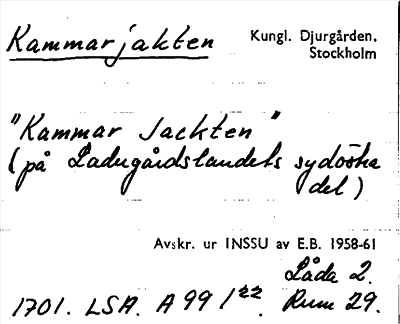 Kammarjakten
Kungl. Djurgården.
Stockholm
"Kammar Jackten"
(på Ladugårdslandets sydöstra
del)
Avskr. ur INSSU av E.B. 1958-61
Låda 2.
1701. LSA. A 99 1²². Rum 29.